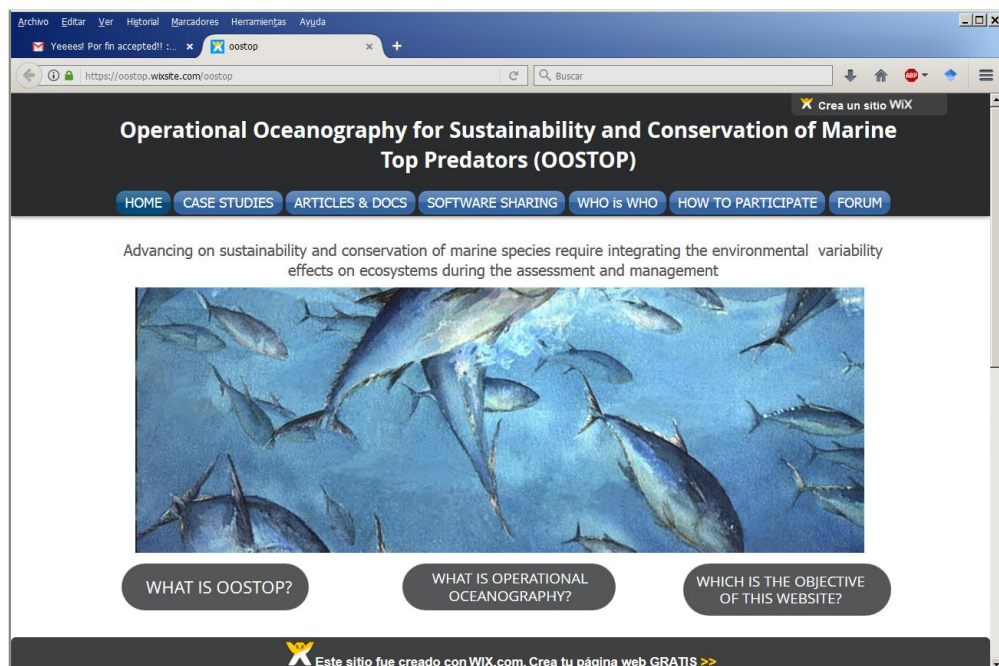 Archivo Editar Ver Historial Marcadores Herramientas Ayuda
Yeeees! Por fin accepted!! :...
oostop
https://oostop.wixsite.com/oostop
Buscar
ABP
Crea un sitio WiX
Operational Oceanography for Sustainability and Conservation of Marine
Top Predators (OOSTOP)
HOME CASE STUDIES ARTICLES & DOCS SOFTWARE SHARING WHO is WHO HOW TO PARTICIPATE FORUM
Advancing on sustainability and conservation of marine species require integrating the environmental variability
effects on ecosystems during the assessment and management
WHAT IS OOSTOP?
WHAT IS OPERATIONAL
OCEANOGRAPHY?
WHICH IS THE OBJECTIVE
OF THIS WEBSITE?
Este sitio fue creado con WIX.com. Crea tu página web GRATIS >>